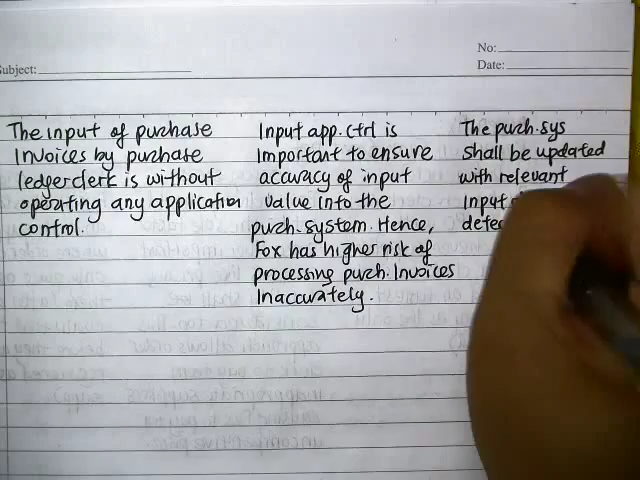 No:
Subject:
Date:
The input of purchase
Invoices by purchase
ledger clerk is without
operating any application
control.
Input app. ctrl is
Important to ensure
accuracy of input
value into the
purch. system. Hence,
Fox has higher risk of
processing purch. Invoices
Inaccurately.
The purch. sys
shall be updated
with relevant
Input